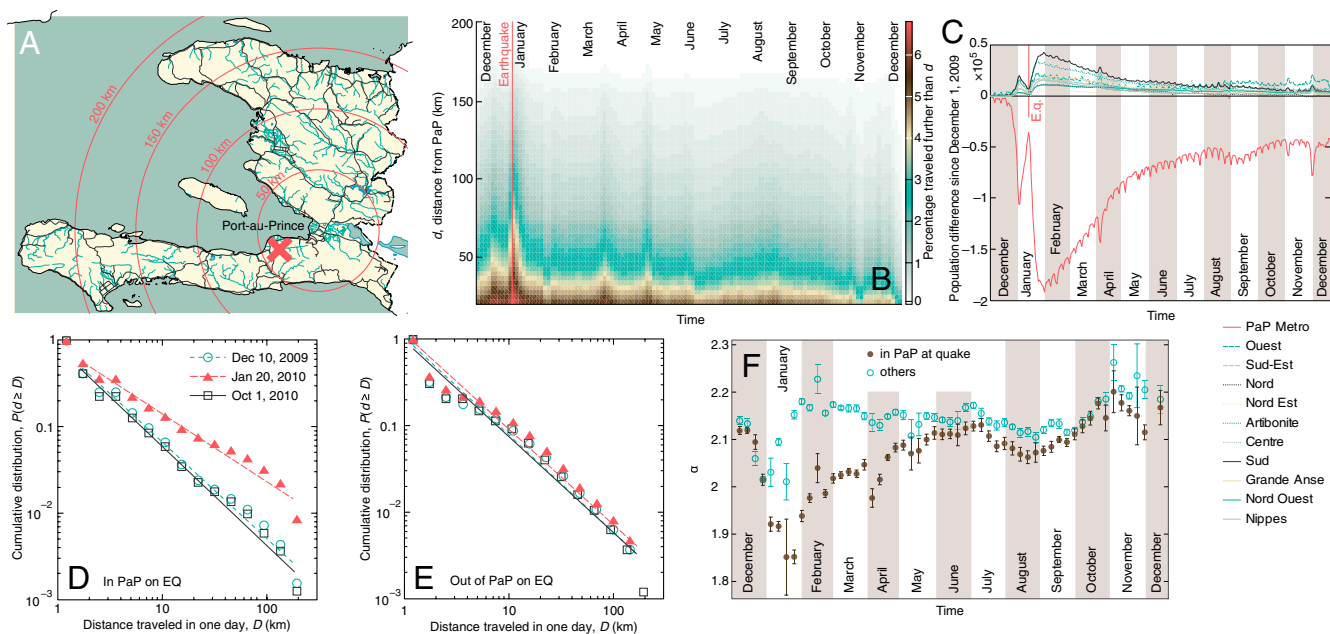 A
200 km
150 km
100 km
50 km
Port-au-Prince
200
150
100
50
d, distance from PaP (km)
December
Earthquake
January
February
March
April
May
June
July
August
September
October
November
December
B
Time
6
5
4
3
2
1
0
Percentage traveled further than d
C
×10⁵
0.5
0
−0.5
−1
−1.5
−2
Population difference since December 1, 2009
E.q.
December
January
February
March
April
May
June
July
August
September
October
November
December
Time
PaP Metro
Ouest
Sud-Est
Nord
Nord Est
Artibonite
Centre
Sud
Grande Anse
Nord Ouest
Nippes
1
0.1
10⁻²
10⁻³
Cumulative distribution, P(d ≥ D)
Dec 10, 2009
Jan 20, 2010
Oct 1, 2010
D
In PaP on EQ
1
10
100
Distance traveled in one day, D (km)
1
0.1
10⁻²
10⁻³
Cumulative distribution, P(d ≥ D)
E
Out of PaP on EQ
1
10
100
Distance traveled in one day, D (km)
F
in PaP at quake
others
2.2
2.1
2
1.9
1.8
α
December
January
February
March
April
May
June
July
August
September
October
November
December
Time